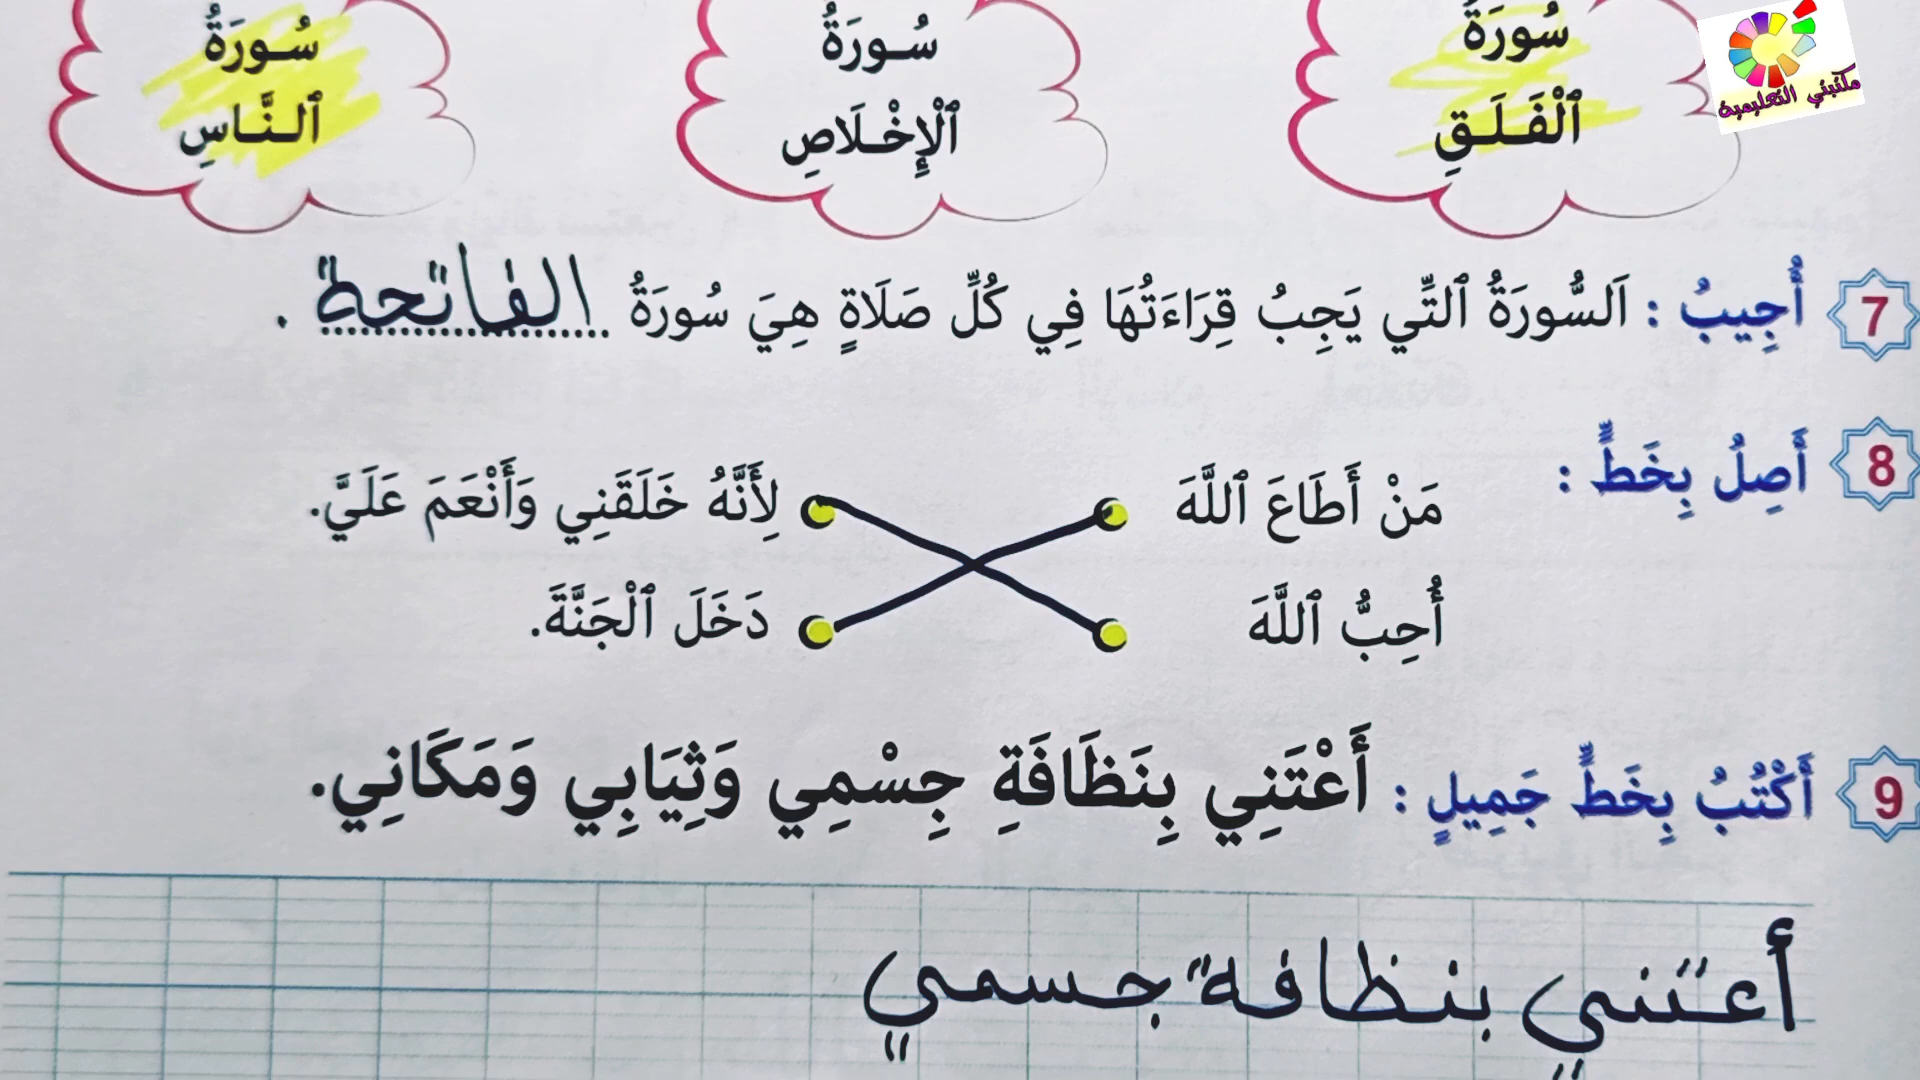 سُورَةُ ٱلْفَلَقِ
سُورَةُ ٱلْإِخْلَاصِ
سُورَةُ ٱلنَّاسِ
مكتبتي التعليمية
7 أُجِيبُ : اَلسُّورَةُ ٱلتِّي يَجِبُ قِرَاءَتُهَا فِي كُلِّ صَلَاةٍ هِيَ سُورَةُ الفاتحة .
8 أَصِلُ بِخَطٍّ :
مَنْ أَطَاعَ ٱللَّهَ لِأَنَّهُ خَلَقَنِي وَأَنْعَمَ عَلَيَّ.
أُحِبُّ ٱللَّهَ دَخَلَ ٱلْجَنَّةَ.
9 أَكْتُبُ بِخَطٍّ جَمِيلٍ : أَعْتَنِي بِنَظَافَةِ جِسْمِي وَثِيَابِي وَمَكَانِي.
أعتني بنظافة جسمي